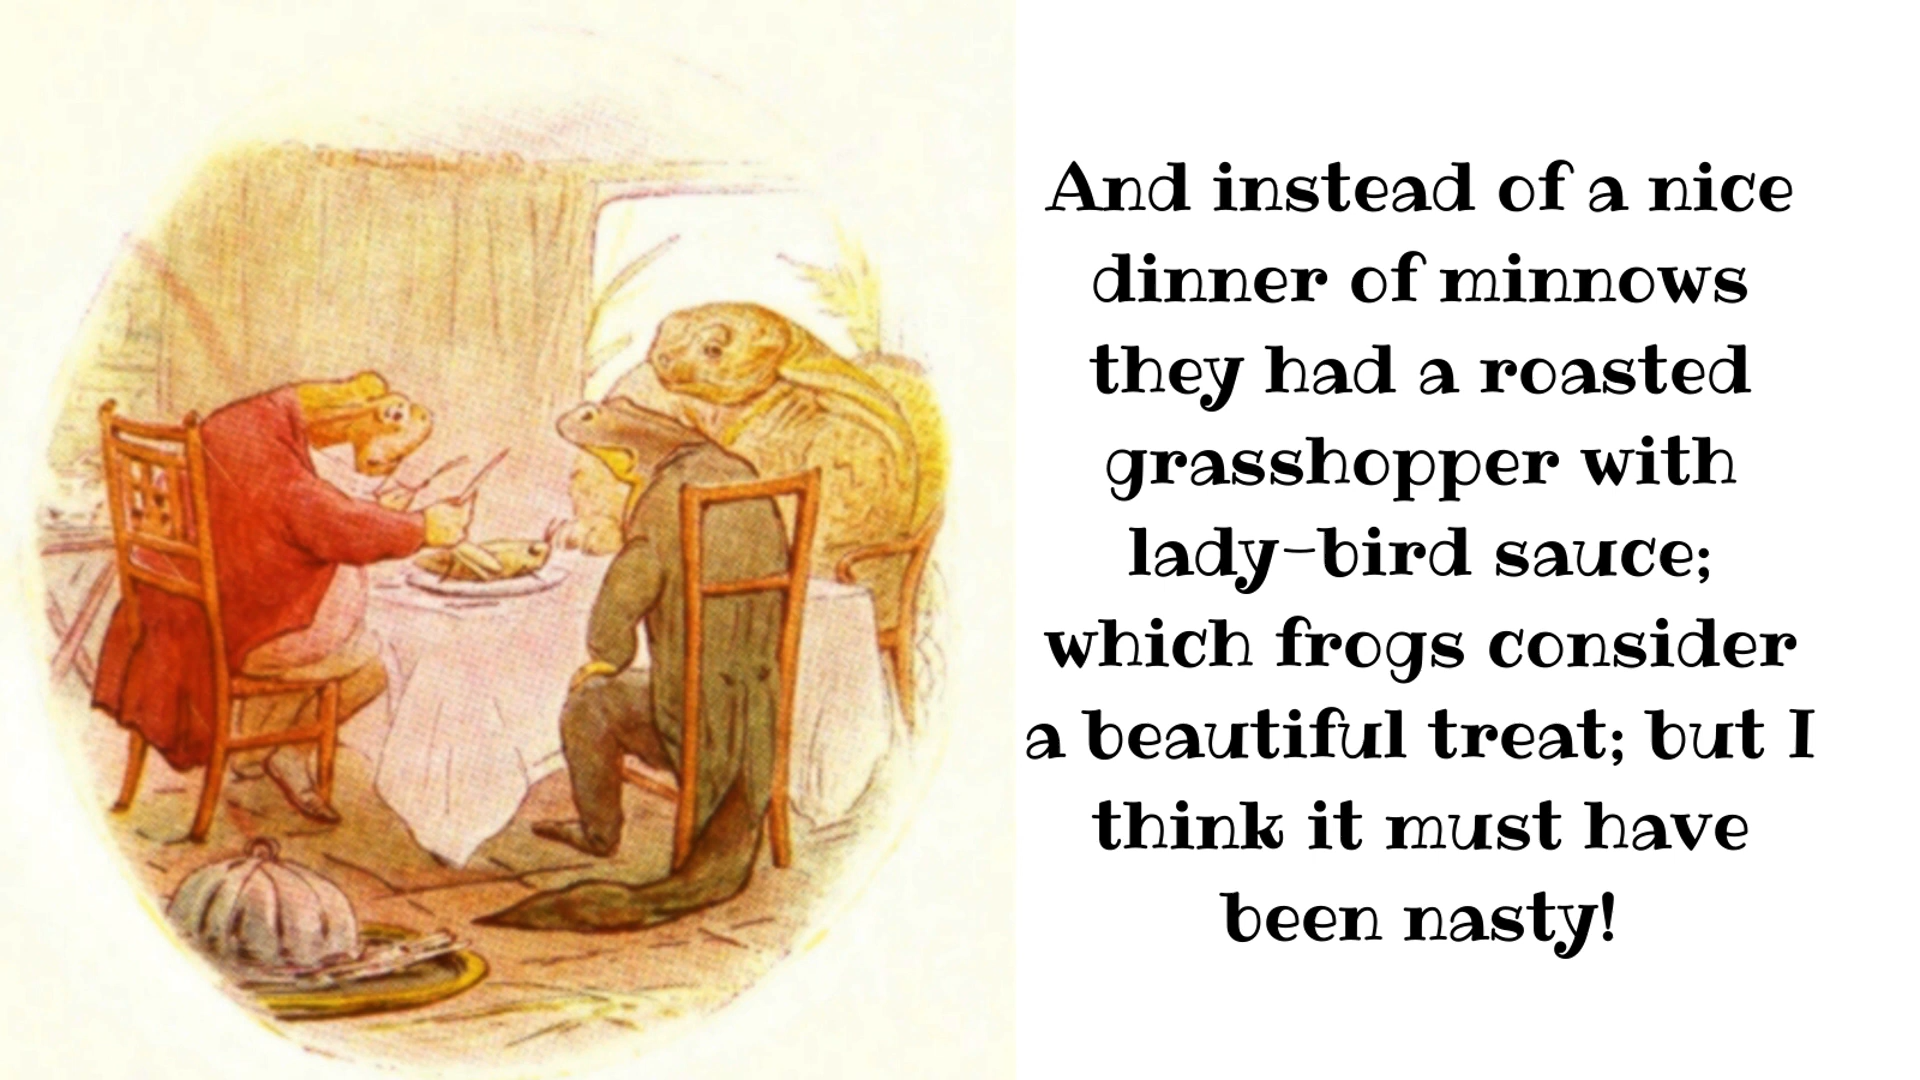 And instead of a nice
dinner of minnows
they had a roasted
grasshopper with
lady-bird sauce;
which frogs consider
a beautiful treat; but I
think it must have
been nasty!